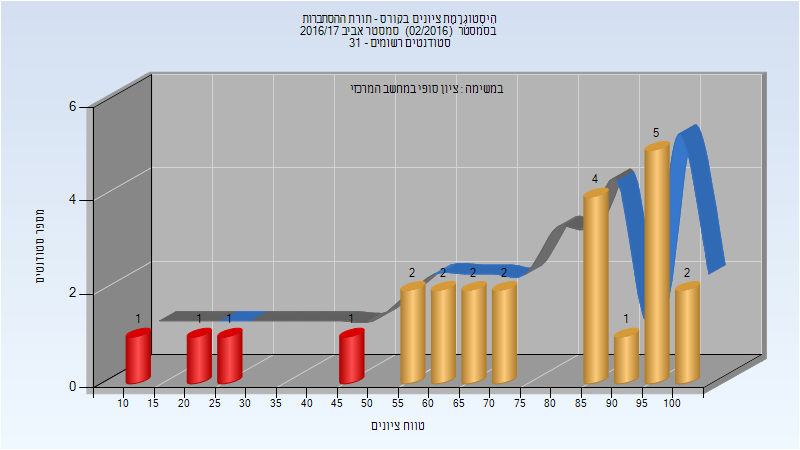 היסטוגרמת ציונים בקורס - תורת ההסתברות
בסמסטר (02/2016) סמסטר אביב 2016/17
סטודנטים רשומים - 31
במשימה : ציון סופי במחשב המרכזי
מספר סטודנטים
6
4
2
0
1 1 1 1 2 2 2 2 4 1 5 2
10 15 20 25 30 35 40 45 50 55 60 65 70 75 80 85 90 95 100
טווח ציונים